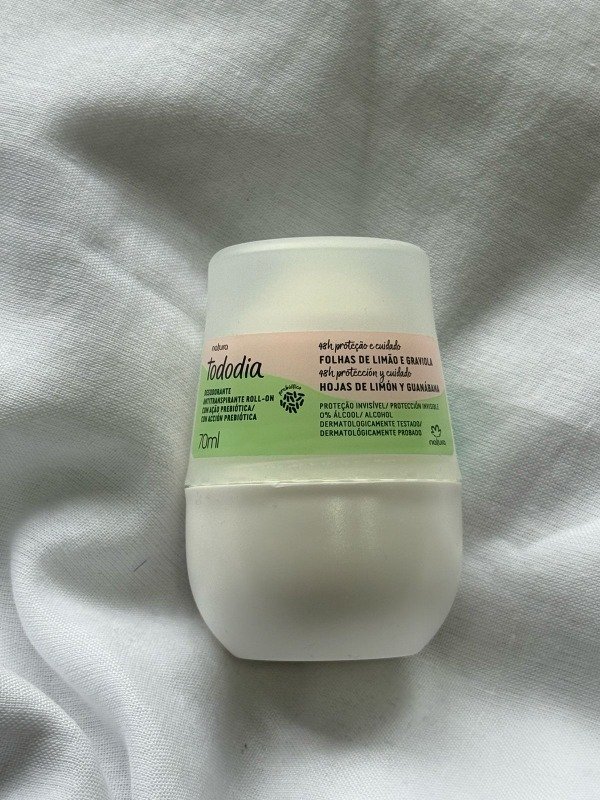 natura
tododia
DESODORANTE
ANTITRANSPIRANTE ROLL-ON
COM AÇÃO PREBIÓTICA/
CON ACCIÓN PREBIÓTICA
70ml
prebiótica
48h proteção e cuidado
FOLHAS DE LIMÃO E GRAVIOLA
48h protección y cuidado
HOJAS DE LIMÓN Y GUANÁBANA
PROTEÇÃO INVISÍVEL/ PROTECCIÓN INVISIBLE
0% ÁLCOOL/ ALCOHOL
DERMATOLOGICAMENTE TESTADO/
DERMATOLÓGICAMENTE PROBADO
natura